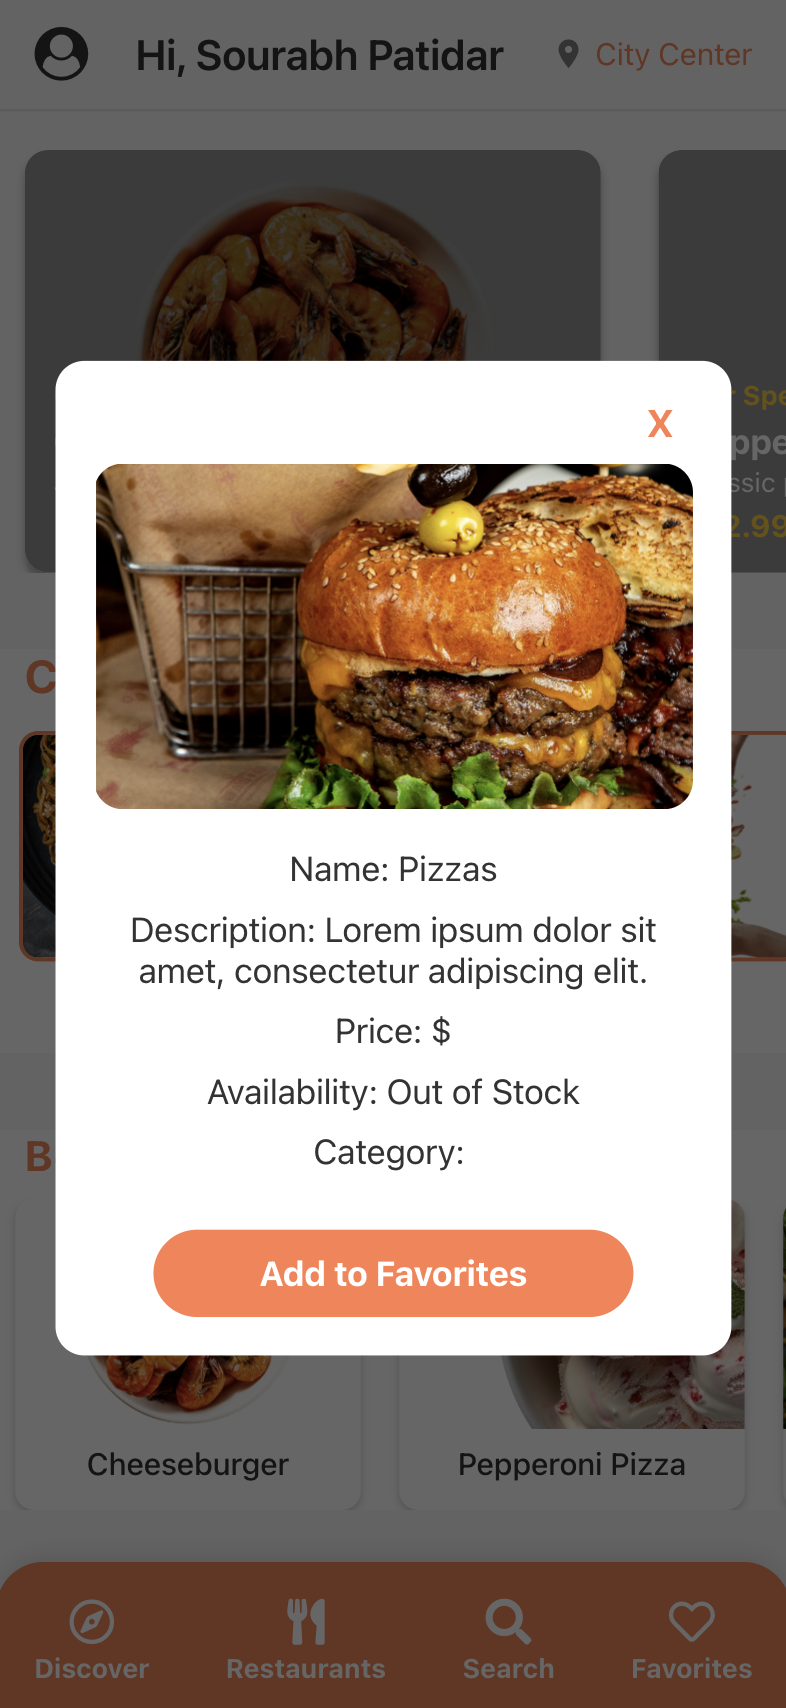 Hi, Sourabh Patidar
City Center
Spe
ppe
ssic
2.99
X
C
Name: Pizzas
Description: Lorem ipsum dolor sit
amet, consectetur adipiscing elit.
Price: $
Availability: Out of Stock
Category:
B
Add to Favorites
Cheeseburger
Pepperoni Pizza
Discover
Restaurants
Search
Favorites